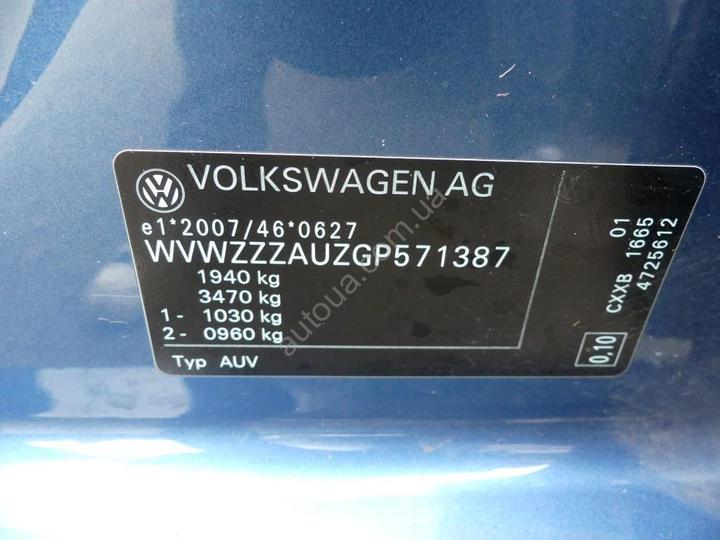 VOLKSWAGEN AG
e1*2007/46*0627
WVWZZZAUZGP571387
1940 kg
3470 kg
1 - 1030 kg
2 - 0960 kg
Typ AUV
01
CXXB 1665
4725612
0,10
autoua.com.ua